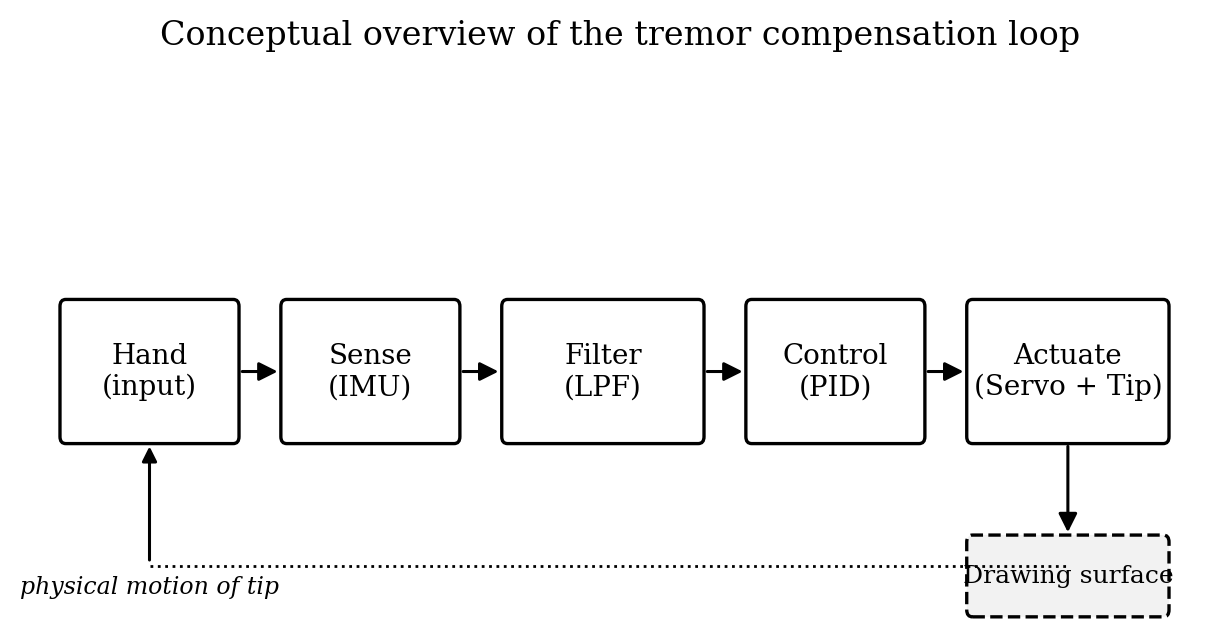 Conceptual overview of the tremor compensation loop
Hand
(input)
Sense
(IMU)
Filter
(LPF)
Control
(PID)
Actuate
(Servo + Tip)
Drawing surface
physical motion of tip